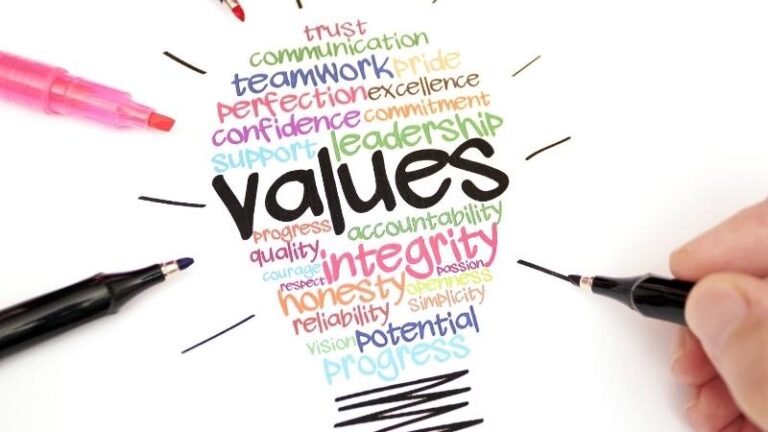 trust
communication
teamwork pride
perfection excellence
confidence commitment
support leadership
values
progress accountability
quality integrity
courage passion
respect openness
honesty simplicity
reliability
vision potential
progress